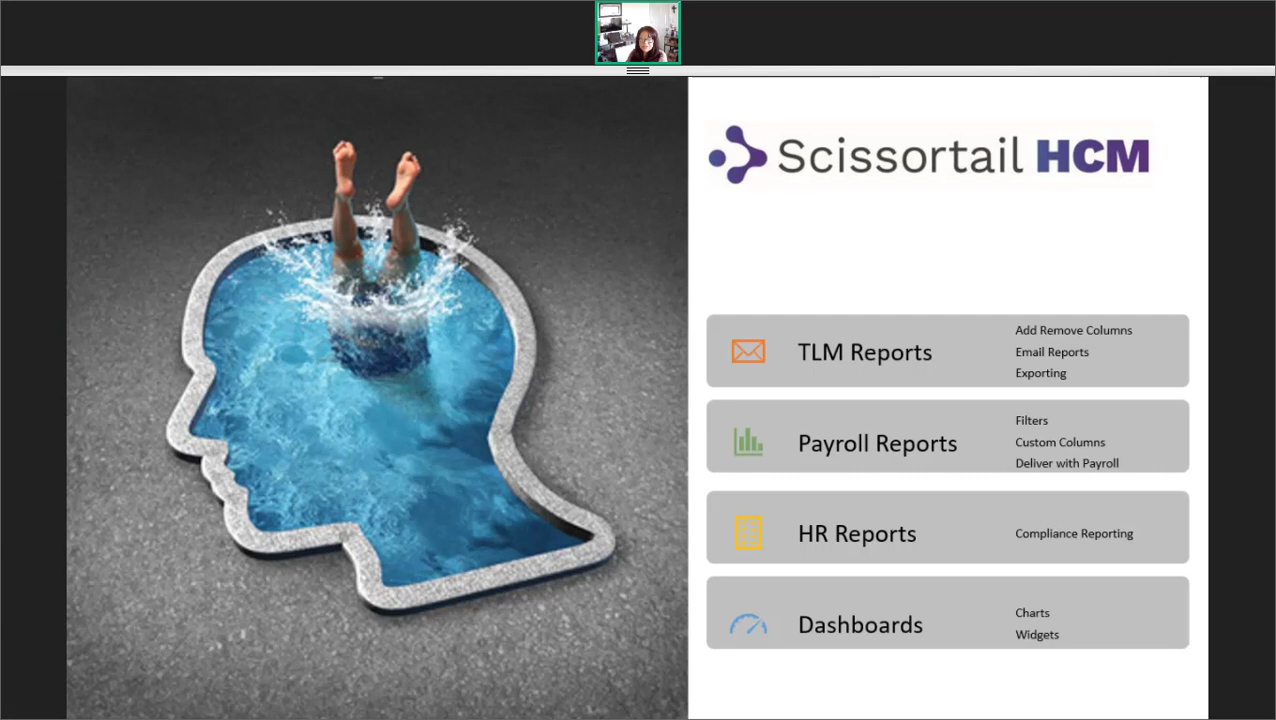 Scissortail HCM
TLM Reports
Add Remove Columns
Email Reports
Exporting
Payroll Reports
Filters
Custom Columns
Deliver with Payroll
HR Reports
Compliance Reporting
Dashboards
Charts
Widgets